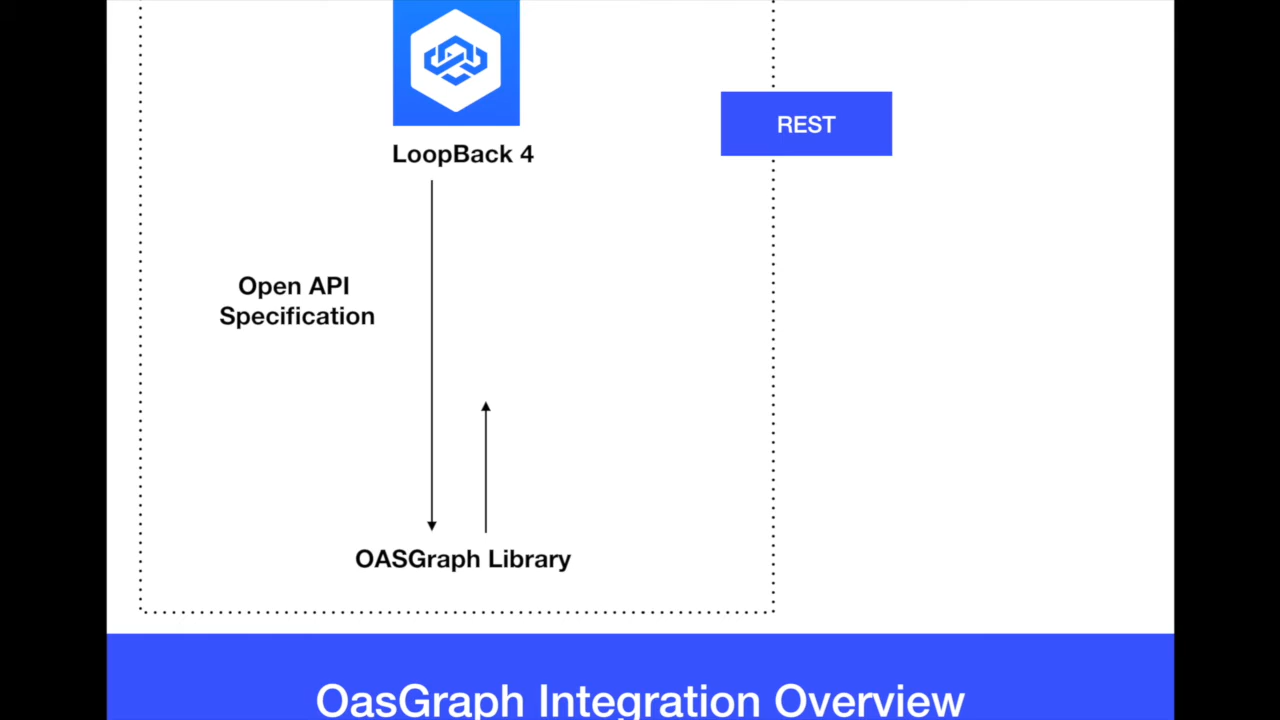 LoopBack 4
REST
Open API
Specification
OASGraph Library
OasGraph Integration Overview